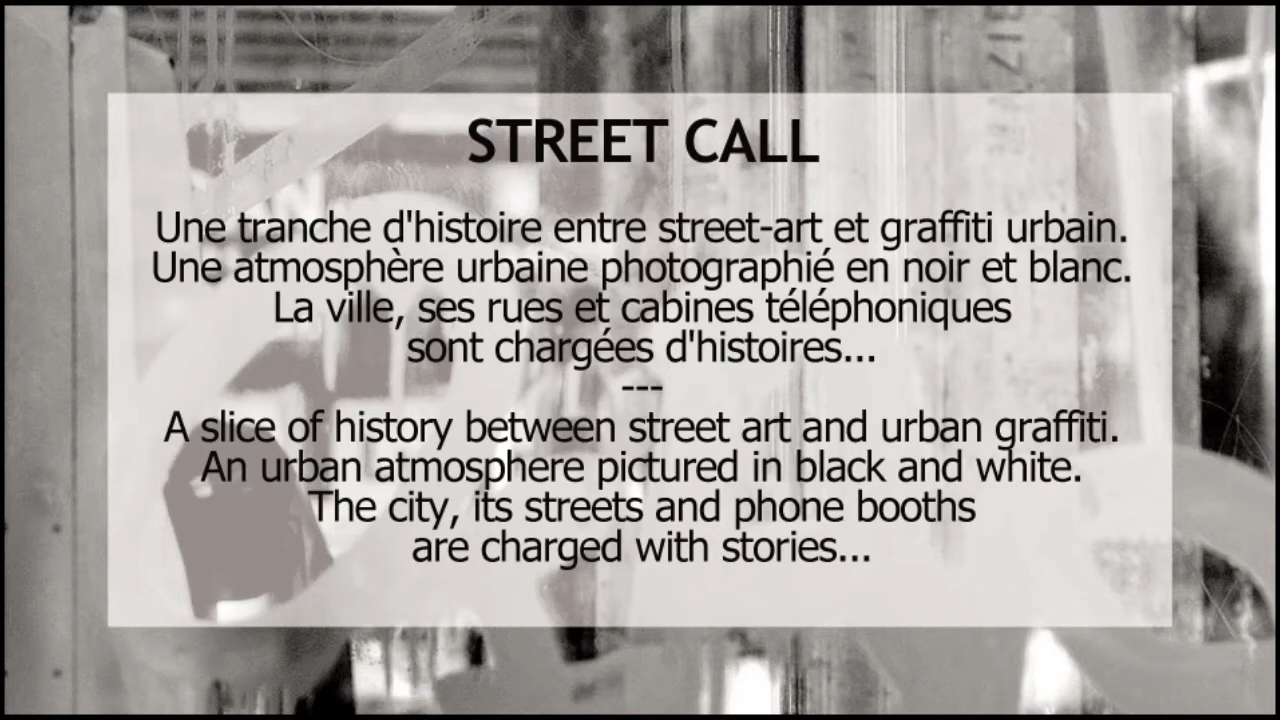 STREET CALL
Une tranche d'histoire entre street-art et graffiti urbain.
Une atmosphère urbaine photographié en noir et blanc.
La ville, ses rues et cabines téléphoniques
sont chargées d'histoires...
---
A slice of history between street art and urban graffiti.
An urban atmosphere pictured in black and white.
The city, its streets and phone booths
are charged with stories...